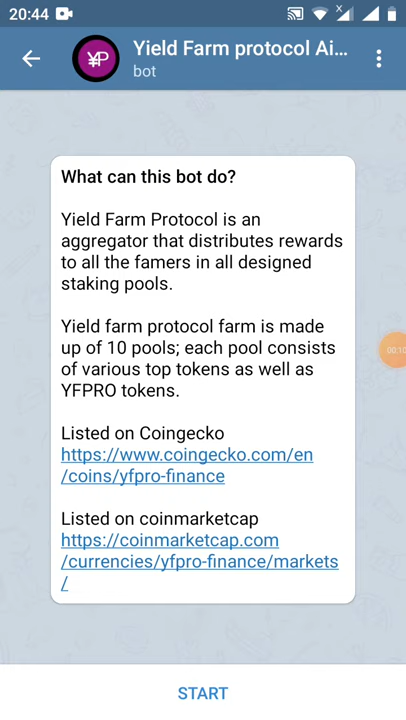 20:44
Yield Farm protocol Ai...
bot
What can this bot do?
Yield Farm Protocol is an
aggregator that distributes rewards
to all the famers in all designed
staking pools.
Yield farm protocol farm is made
up of 10 pools; each pool consists
of various top tokens as well as
YFPRO tokens.
Listed on Coingecko
https://www.coingecko.com/en
/coins/yfpro-finance
Listed on coinmarketcap
https://coinmarketcap.com
/currencies/yfpro-finance/markets
/
START